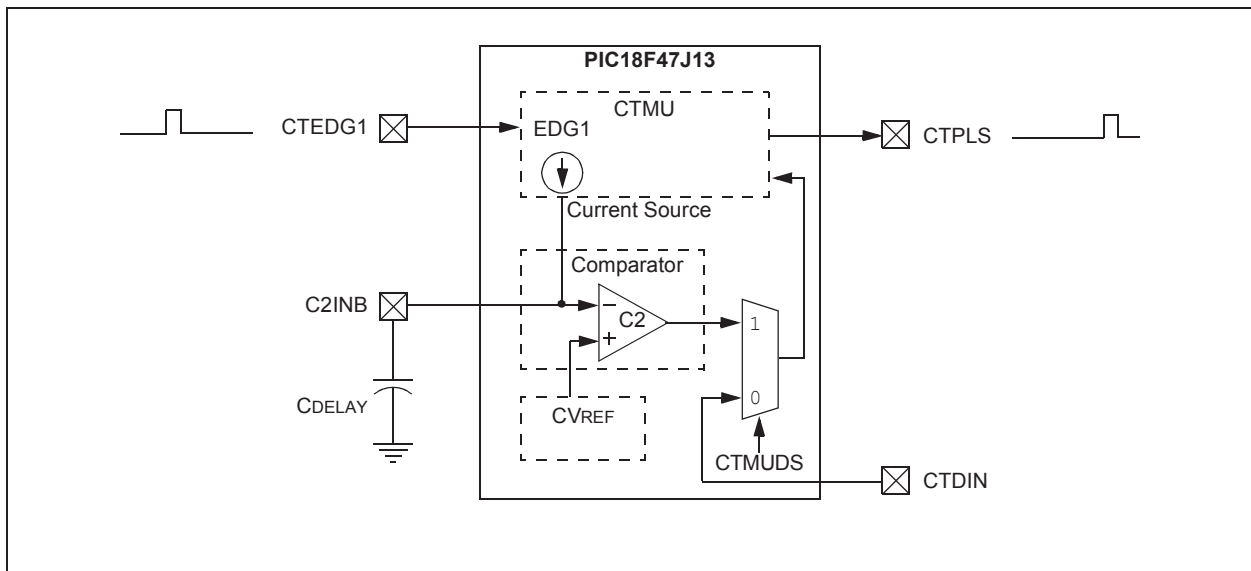 PIC18F47J13
CTMU
CTEDG1
EDG1
CTPLS
Current Source
Comparator
C2INB
−
C2
+
1
CDELAY
CVREF
0
CTMUDS
CTDIN